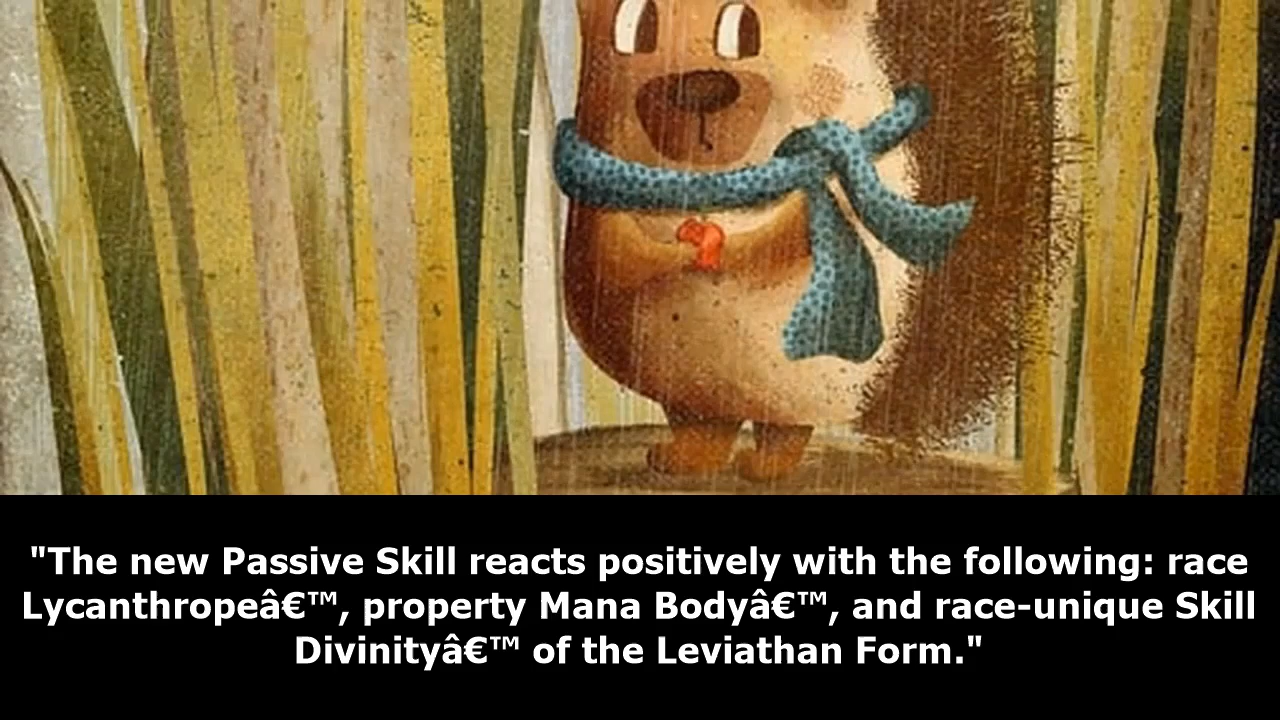 "The new Passive Skill reacts positively with the following: race
Lycanthropeâ€™, property Mana Bodyâ€™, and race-unique Skill
Divinityâ€™ of the Leviathan Form."